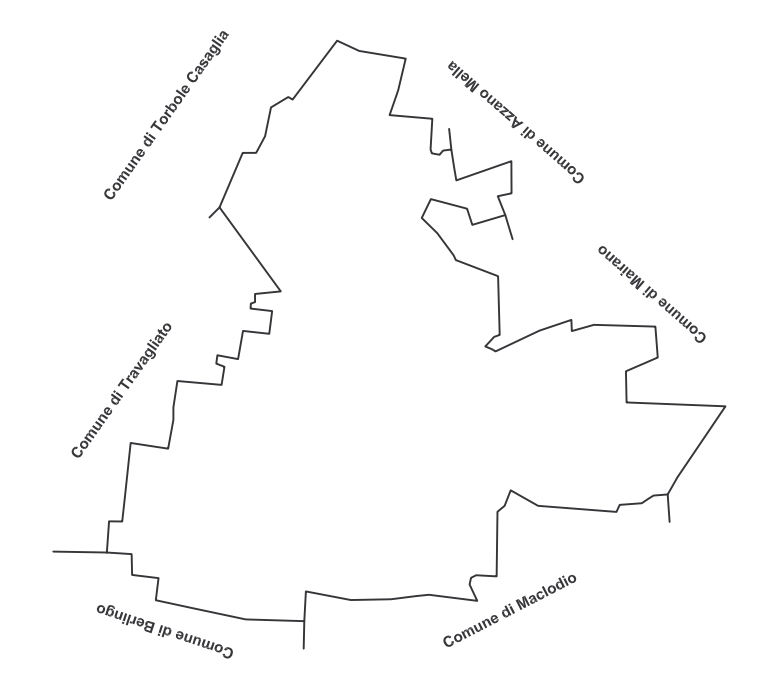 Comune di Torbole Casaglia
Comune di Azzano Mella
Comune di Mairano
Comune di Travagliato
Comune di Maclodio
Comune di Berlingo